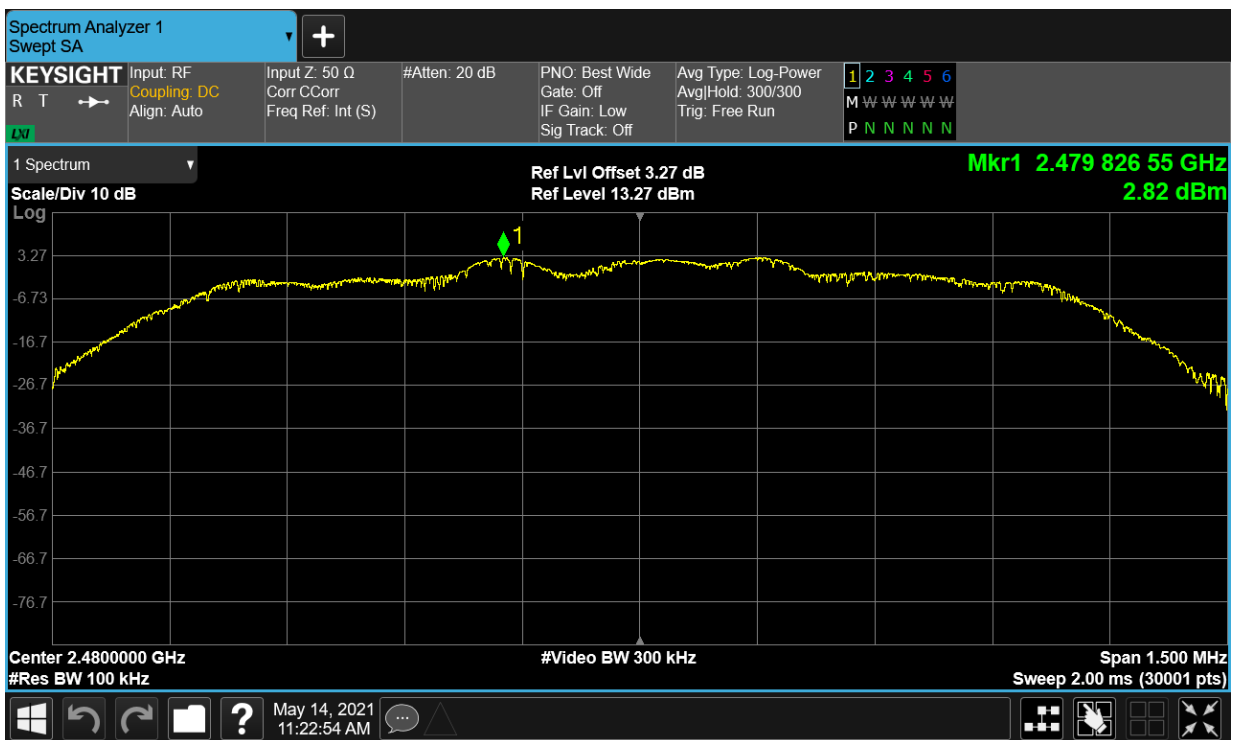 Spectrum Analyzer 1
Swept SA
KEYSIGHT
R T
LXI
Input: RF
Coupling: DC
Align: Auto
Input Z: 50 Ω
Corr CCorr
Freq Ref: Int (S)
#Atten: 20 dB
PNO: Best Wide
Gate: Off
IF Gain: Low
Sig Track: Off
Avg Type: Log-Power
Avg|Hold: 300/300
Trig: Free Run
1 2 3 4 5 6
M W W W W W
P N N N N N
1 Spectrum
Scale/Div 10 dB
Log
Ref Lvl Offset 3.27 dB
Ref Level 13.27 dBm
Mkr1 2.479 826 55 GHz
2.82 dBm
1
3.27
-6.73
-16.7
-26.7
-36.7
-46.7
-56.7
-66.7
-76.7
Center 2.4800000 GHz
#Res BW 100 kHz
#Video BW 300 kHz
Span 1.500 MHz
Sweep 2.00 ms (30001 pts)
?
May 14, 2021
11:22:54 AM